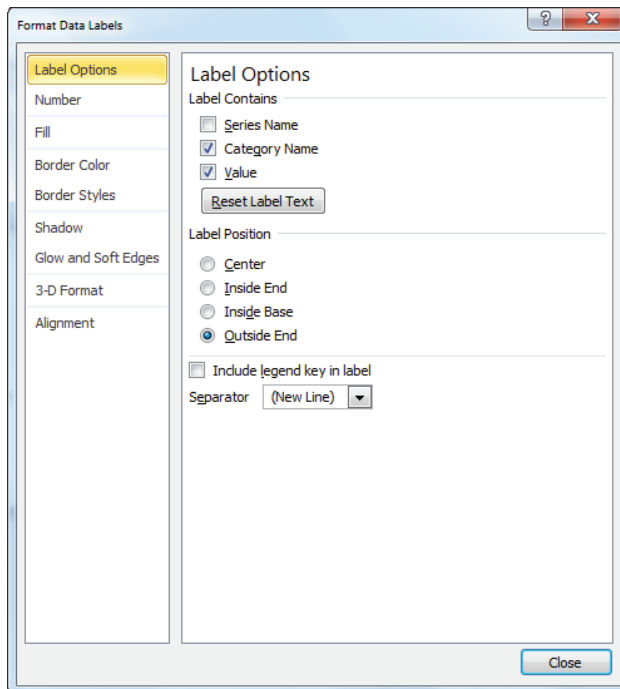 Format Data Labels
?
X
Label Options
Number
Fill
Border Color
Border Styles
Shadow
Glow and Soft Edges
3-D Format
Alignment
Label Options
Label Contains
Series Name
Category Name
Value
Reset Label Text
Label Position
Center
Inside End
Inside Base
Outside End
Include legend key in label
Separator (New Line)
Close